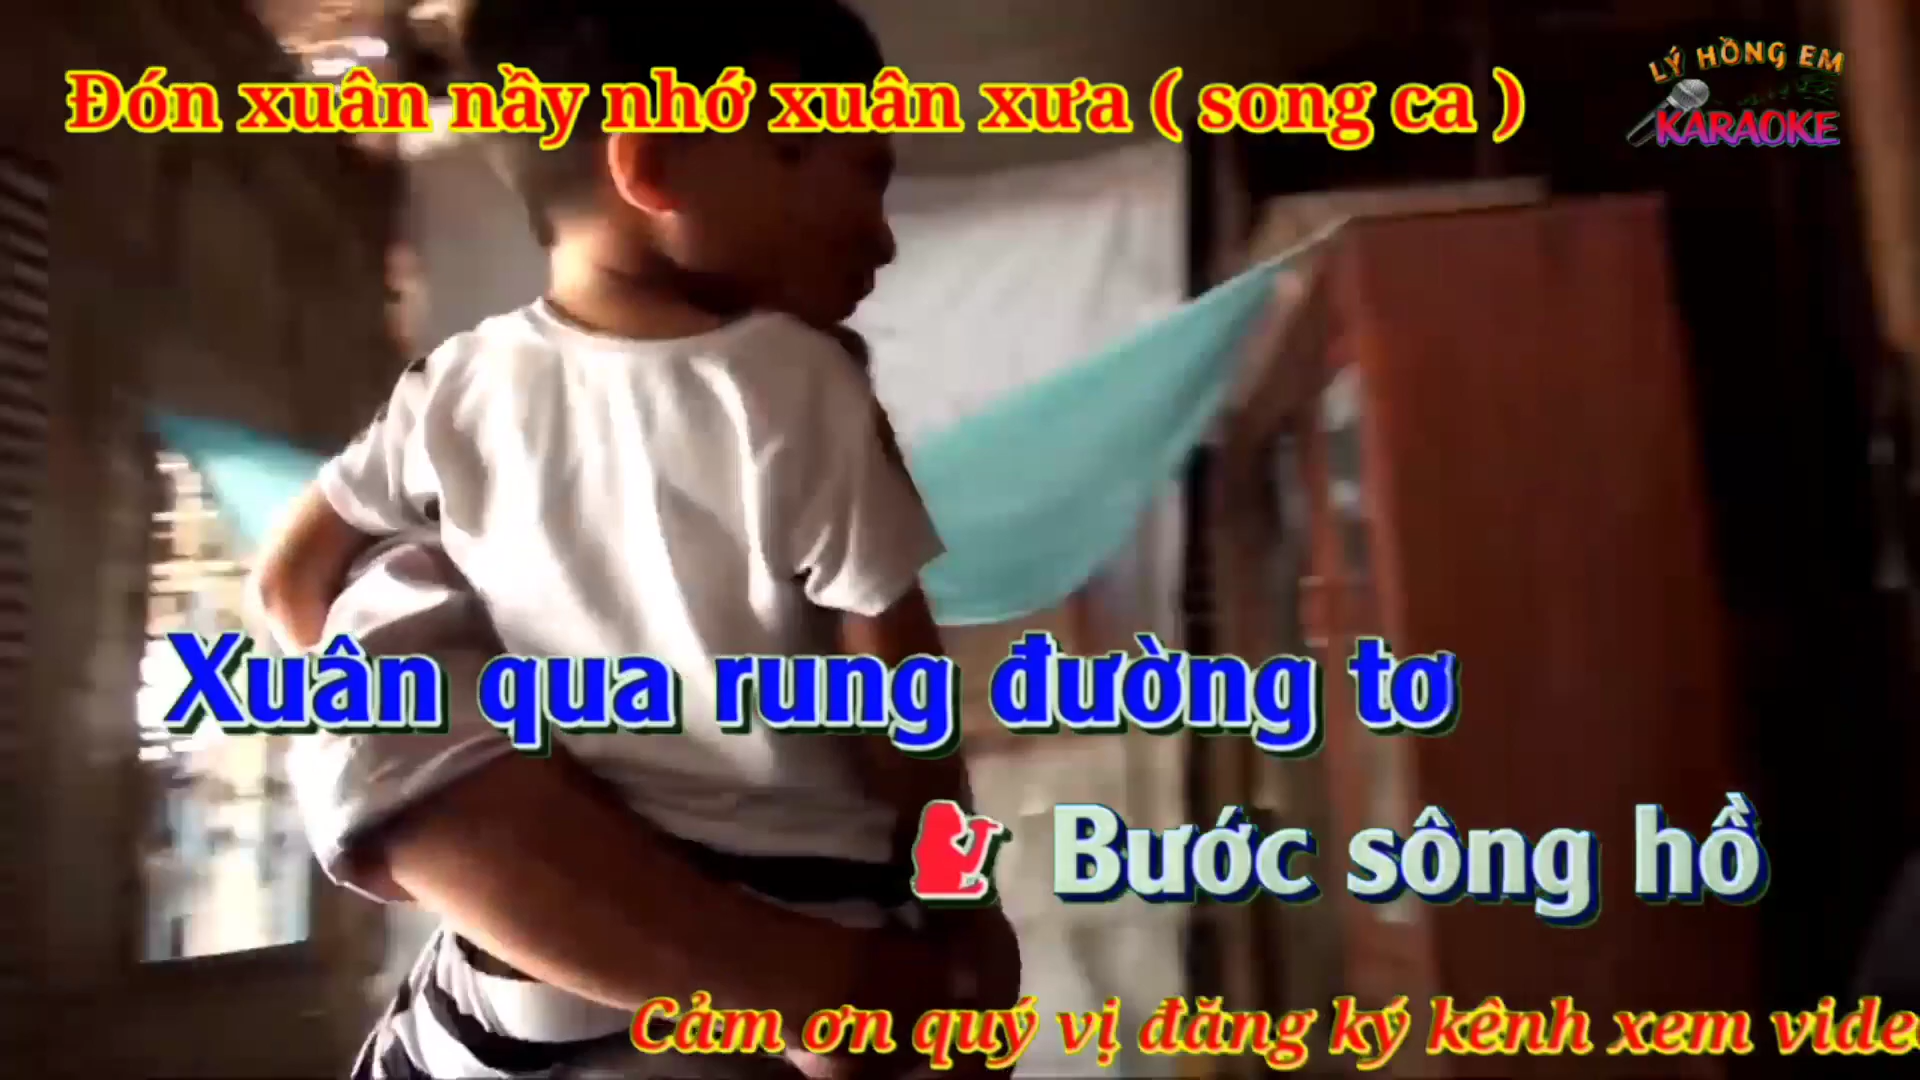 Đón xuân nầy nhớ xuân xưa ( song ca )
LÝ HỒNG EM
KARAOKE
Xuân qua rung đường tơ
Bước sông hồ
Cảm ơn quý vị đăng ký kênh xem vide